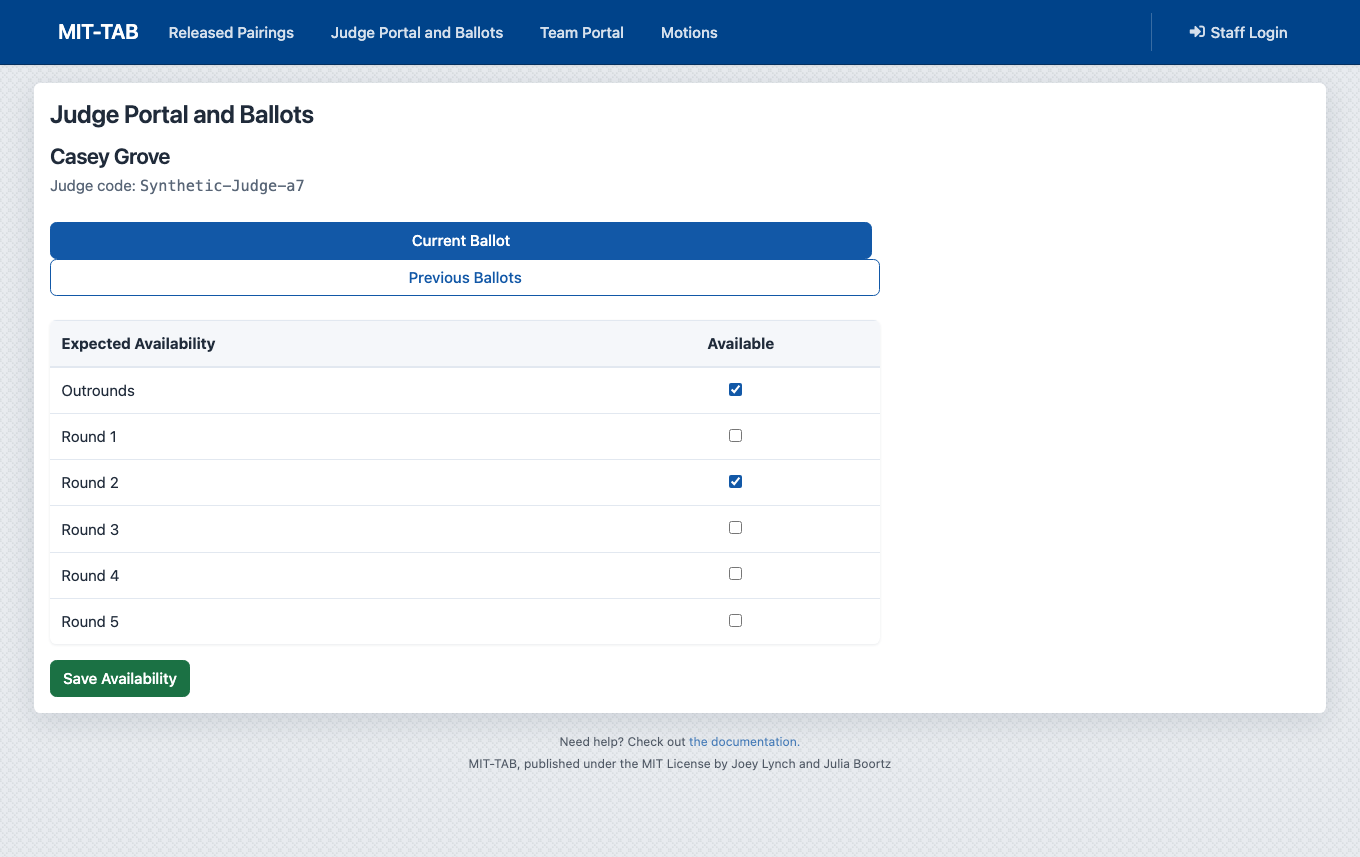 MIT-TAB Released Pairings Judge Portal and Ballots Team Portal Motions Staff Login
Judge Portal and Ballots
Casey Grove
Judge code: Synthetic-Judge-a7
Current Ballot
Previous Ballots
Expected Availability Available
Outrounds
Round 1
Round 2
Round 3
Round 4
Round 5
Save Availability
Need help? Check out the documentation.
MIT-TAB, published under the MIT License by Joey Lynch and Julia Boortz